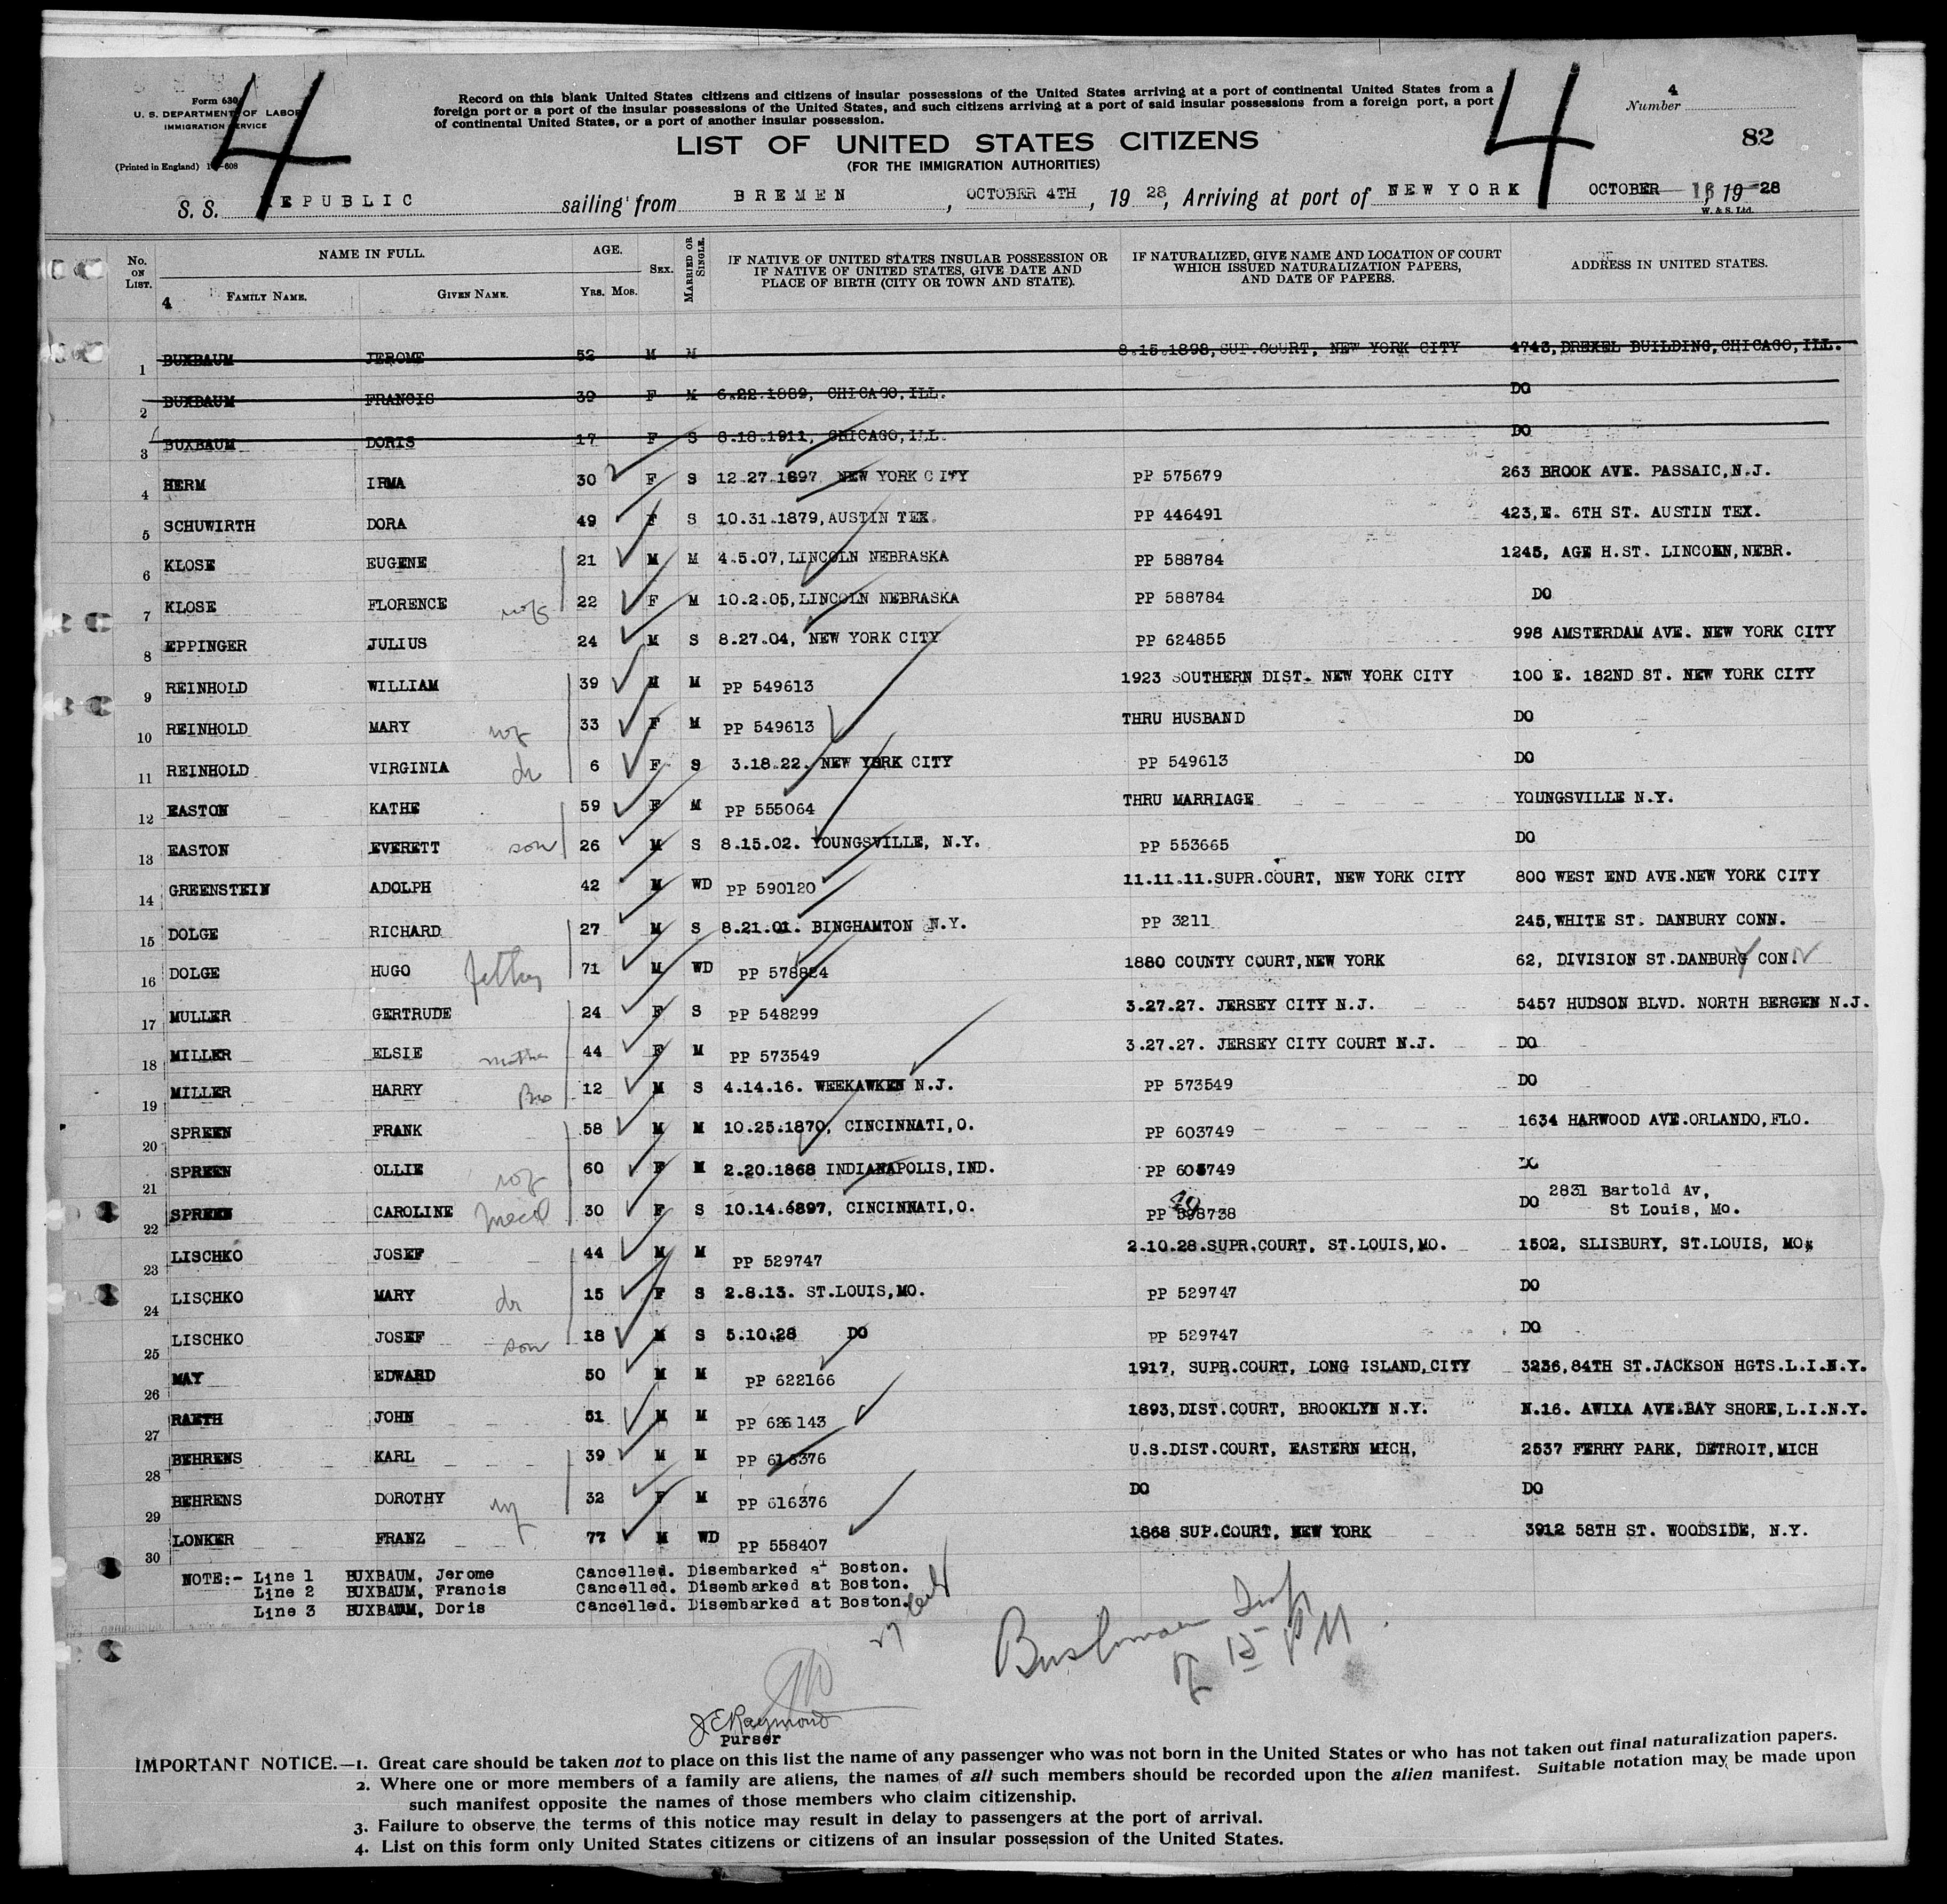 4
4
Form 630
U. S. DEPARTMENT OF LABOR
IMMIGRATION SERVICE
(Printed in England)
Record on this blank United States citizens and citizens of insular possessions of the United States arriving at a port of continental United States from a
foreign port or a port of the insular possessions of the United States, and such citizens arriving at a port of said insular possessions from a foreign port, a port
of continental United States, or a port of another insular possession.
4
Number
82
LIST OF UNITED STATES CITIZENS
(FOR THE IMMIGRATION AUTHORITIES)
S. S. EPUBLIC sailing from BREMEN, OCTOBER 4TH, 19 28, Arriving at port of NEW YORK OCTOBER 16 19 28
W. & S. Ltd.
No. ON LIST. NAME IN FULL. AGE. SEX. MARRIED OR SINGLE. IF NATIVE OF UNITED STATES INSULAR POSSESSION OR IF NATIVE OF UNITED STATES, GIVE DATE AND PLACE OF BIRTH (CITY OR TOWN AND STATE). IF NATURALIZED, GIVE NAME AND LOCATION OF COURT WHICH ISSUED NATURALIZATION PAPERS, AND DATE OF PAPERS. ADDRESS IN UNITED STATES.
4 FAMILY NAME. GIVEN NAME. YRS. MOS.
1 BUXBAUM JEROME 52 M M 8.15.1898, SUP.COURT, NEW YORK CITY 4743, DREXEL BUILDING, CHICAGO, ILL.
2 BUXBAUM FRANCIS 39 F M 6.22.1889, CHICAGO, ILL. DO
3 BUXBAUM DORIS 17 F S 8.18.1911, CHICAGO, ILL. DO
4 HERM IRMA 30 F S 12.27.1897 NEW YORK CITY PP 575679 263 BROOK AVE. PASSAIC, N.J.
5 SCHUWIRTH DORA 49 F S 10.31.1879, AUSTIN TEX. PP 446491 423, E. 6TH ST. AUSTIN TEX.
6 KLOSE EUGENE 21 M M 4.5.07, LINCOLN NEBRASKA PP 588784 1245, AGE H.ST. LINCOLN, NEBR.
7 KLOSE FLORENCE 22 F M 10.2.05, LINCOLN NEBRASKA PP 588784 DO
8 EPPINGER JULIUS 24 M S 8.27.04, NEW YORK CITY PP 624855 998 AMSTERDAM AVE. NEW YORK CITY
9 REINHOLD WILLIAM 39 M M PP 549613 1923 SOUTHERN DIST. NEW YORK CITY 100 E. 182ND ST. NEW YORK CITY
10 REINHOLD MARY 33 F M PP 549613 THRU HUSBAND DO
11 REINHOLD VIRGINIA 6 F S 3.18.22. NEW YORK CITY PP 549613 DO
12 EASTON KATHE 59 F M PP 555064 THRU MARRIAGE YOUNGSVILLE N.Y.
13 EASTON EVERETT son 26 M S 8.15.02. YOUNGSVILLE, N.Y. PP 553665 DO
14 GREENSTEIN ADOLPH 42 M WD PP 590120 11.11.11.SUPR.COURT, NEW YORK CITY 800 WEST END AVE.NEW YORK CITY
15 DOLGE RICHARD 27 M S 8.21.01. BINGHAMTON N.Y. PP 3211 245, WHITE ST. DANBURY CONN.
16 DOLGE HUGO father 71 M WD PP 578824 1880 COUNTY COURT, NEW YORK 62, DIVISION ST.DANBURY CON.N
17 MULLER GERTRUDE 24 F S PP 548299 3.27.27. JERSEY CITY N.J. 5457 HUDSON BLVD. NORTH BERGEN N.J.
18 MILLER ELSIE mother 44 F M PP 573549 3.27.27. JERSEY CITY COURT N.J. DO
19 MILLER HARRY Bro 12 M S 4.14.16. WEEKAWKEN N.J. PP 573549 DO
20 SPREEN FRANK 58 M M 10.25.1870, CINCINNATI, O. PP 603749 1634 HARWOOD AVE.ORLANDO, FLO.
21 SPREEN OLLIE 60 F M 2.20.1868 INDIANAPOLIS, IND. PP 603749 DO
22 SPREEN CAROLINE 30 F S 10.14.6897, CINCINNATI, O. PP 598738 DO 2831 Bartold Av, St Louis, Mo.
23 LISCHKO JOSEF 44 M M PP 529747 2.10.28.SUPR.COURT, ST.LOUIS, MO. 1502, SLISBURY, ST.LOUIS, MO.
24 LISCHKO MARY 15 F S 2.8.13. ST.LOUIS, MO. PP 529747 DO
25 LISCHKO JOSEF son 18 M S 5.10.28 DO PP 529747 DO
26 MAY EDWARD 50 M M PP 622166 1917, SUPR.COURT, LONG ISLAND, CITY 3236, 84TH ST.JACKSON HGTS.L.I.N.Y.
27 RAETH JOHN 51 M M PP 626143 1893, DIST.COURT, BROOKLYN N.Y. N.16. AWIXA AVE.BAY SHORE, L.I.N.Y.
28 BEHRENS KARL 39 M M PP 616376 U.S.DIST.COURT, EASTERN MICH, 2537 FERRY PARK, DETROIT, MICH
29 BEHRENS DOROTHY 32 F M PP 616376 DO DO
30 LONKER FRANZ 77 M WD PP 558407 1868 SUP.COURT, NEW YORK 3912 58TH ST. WOODSIDE, N.Y.
NOTE:- Line 1 BUXBAUM, Jerome Cancelled. Disembarked at Boston.
Line 2 BUXBAUM, Francis Cancelled. Disembarked at Boston.
Line 3 BUXBAUM, Doris Cancelled. Disembarked at Boston.
J E Raymond
Purser
IMPORTANT NOTICE.—1. Great care should be taken not to place on this list the name of any passenger who was not born in the United States or who has not taken out final naturalization papers.
2. Where one or more members of a family are aliens, the names of all such members should be recorded upon the alien manifest. Suitable notation may be made upon
such manifest opposite the names of those members who claim citizenship.
3. Failure to observe the terms of this notice may result in delay to passengers at the port of arrival.
4. List on this form only United States citizens or citizens of an insular possession of the United States.